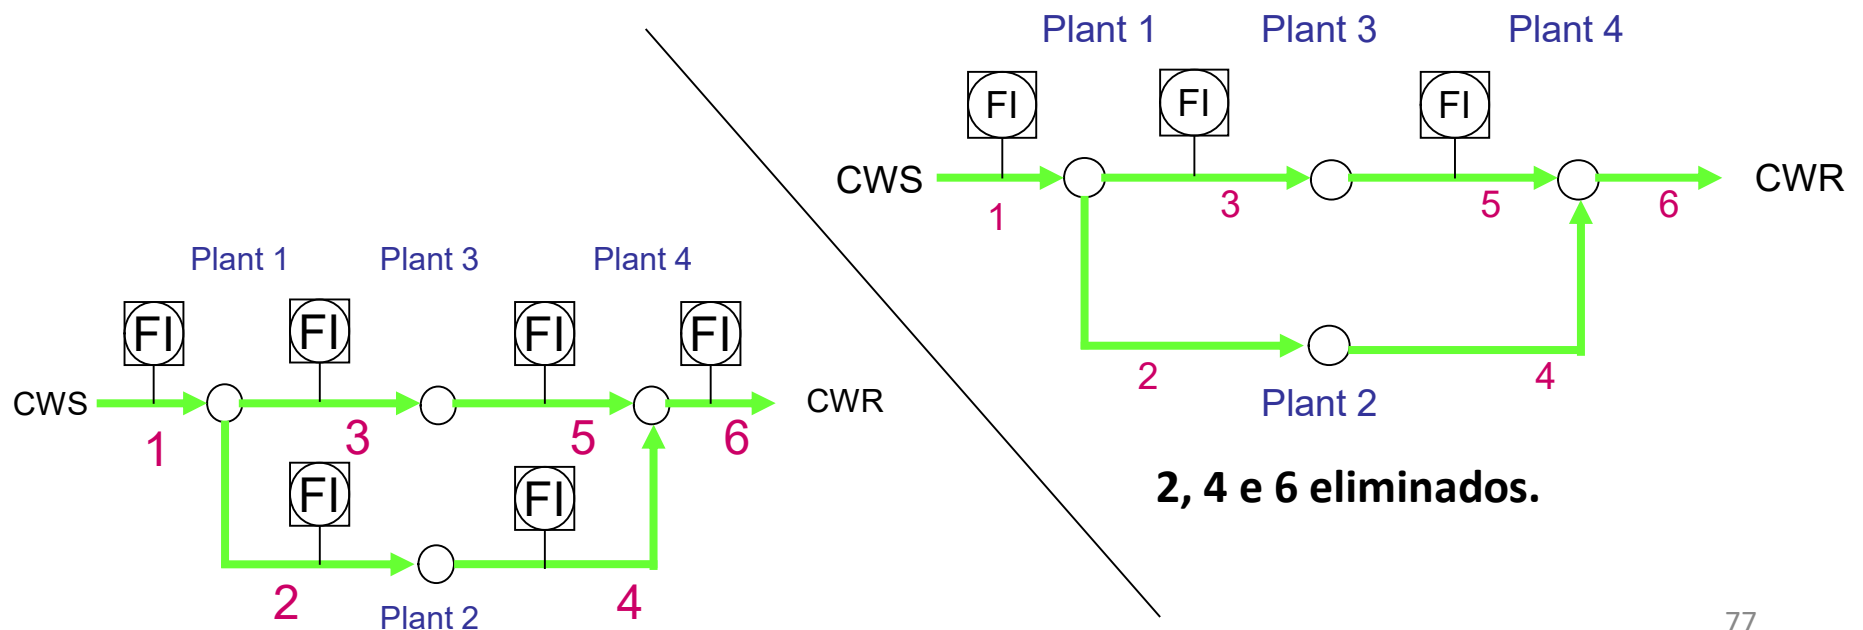 Plant 1 Plant 3 Plant 4
FI FI FI
CWS CWR
1 3 5 6
2 4
Plant 2
2, 4 e 6 eliminados.
Plant 1 Plant 3 Plant 4
FI FI FI FI
CWS CWR
1 3 5 6
FI FI
2 4
Plant 2
77